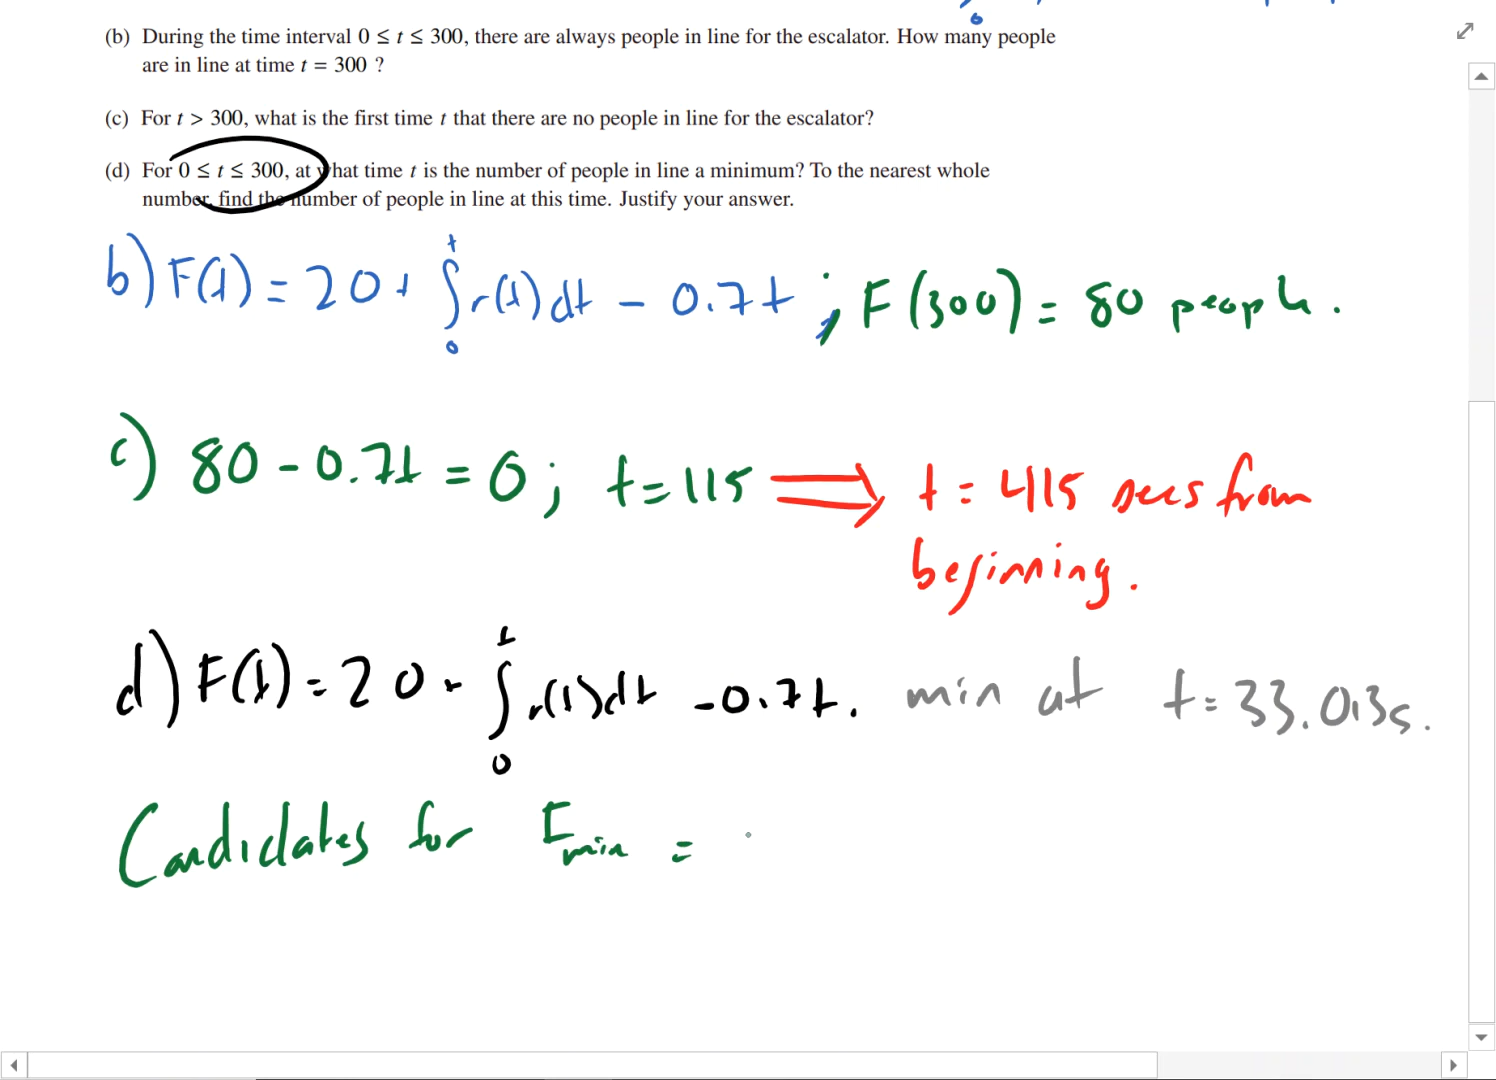 (b) During the time interval 0 ≤ t ≤ 300, there are always people in line for the escalator. How many people
are in line at time t = 300 ?
(c) For t > 300, what is the first time t that there are no people in line for the escalator?
(d) For 0 ≤ t ≤ 300, at what time t is the number of people in line a minimum? To the nearest whole
number, find the number of people in line at this time. Justify your answer.
b) F(t) = 20 + ∫₀ᵗ r(t) dt - 0.7t ; F(300) = 80 people.
c) 80 - 0.7t = 0; t = 115 ⟹ t = 415 secs from
beginning.
d) F(t) = 20 + ∫₀ᵗ r(t)dt - 0.7t. min at t = 33.013s.
Candidates for Fmin =